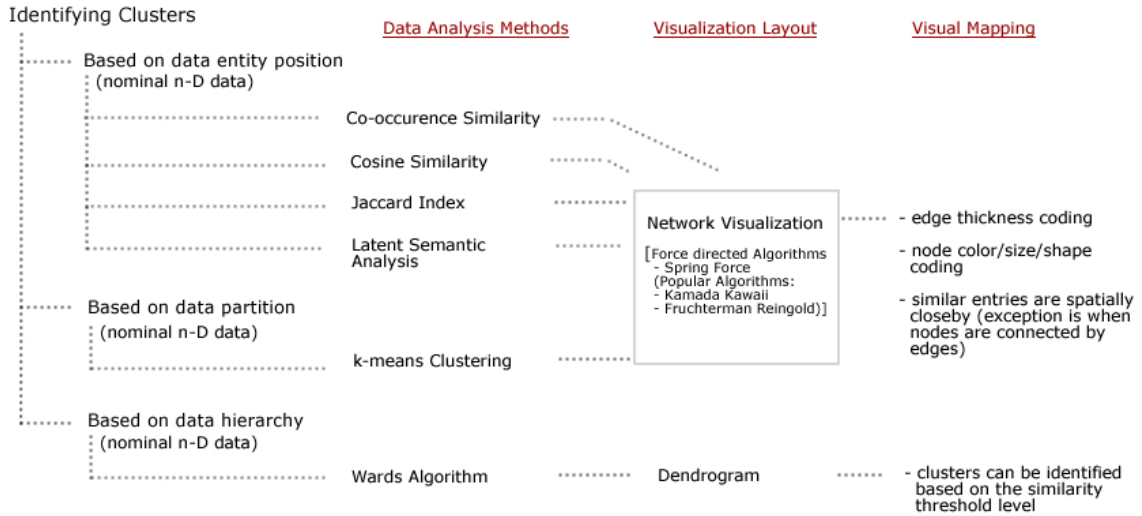 Identifying Clusters
Data Analysis Methods
Visualization Layout
Visual Mapping
Based on data entity position
(nominal n-D data)
Co-occurence Similarity
Cosine Similarity
Jaccard Index
Latent Semantic
Analysis
Network Visualization
[Force directed Algorithms
- Spring Force
(Popular Algorithms:
- Kamada Kawaii
- Fruchterman Reingold)]
- edge thickness coding
- node color/size/shape
coding
- similar entries are spatially
closeby (exception is when
nodes are connected by
edges)
Based on data partition
(nominal n-D data)
k-means Clustering
Based on data hierarchy
(nominal n-D data)
Wards Algorithm
Dendrogram
- clusters can be identified
based on the similarity
threshold level